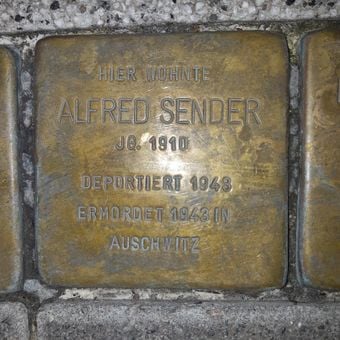 HIER WOHNTE
ALFRED SENDER
JG. 1910
DEPORTIERT 1943
ERMORDET 1943 IN
AUSCHWITZ